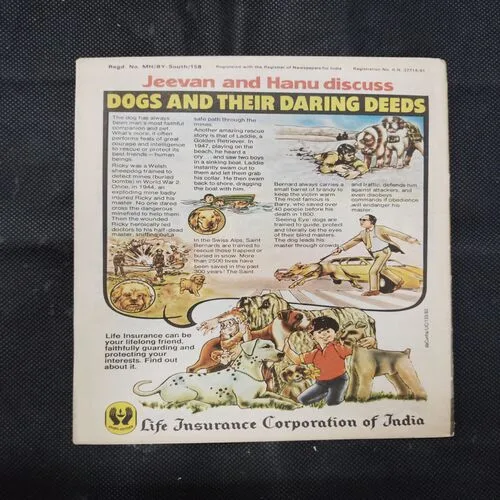 Regd No. MH/BY-South/158
Registered with the Registrar of Newspapers for India
Registration No. R.N.
Jeevan and Hanu discuss
DOGS AND THEIR DARING DEEDS
The dog has always
been man's most faithful
companion and pet.
What's more, it often
performs feats of great
courage and intelligence
to rescue or protect its
best friends — human
beings.
Ricky was a Welsh
sheepdog trained to
detect mines (buried
bombs) in World War 2.
Once, in 1944, an
exploding mine badly
injured Ricky and his
master. No one dared
cross the dangerous
minefield to help them.
Then the wounded
Ricky heroically led
doctors to his half-dead
master, sniffing out a
safe path through the
mines.
Another amazing rescue
story is that of Laddie, a
Golden Retriever. In
1947, playing on the
beach, he heard a
cry . . . and saw two boys
in a sinking boat. Laddie
instantly swam out to
them and let them grab
his collar. He then swam
back to shore, dragging
the boat with him.
In the Swiss Alps, Saint
Bernards are trained to
rescue those trapped or
buried in snow. More
than 2500 lives have
been saved in the past
300 years! The Saint
Bernard always carries a
small barrel of brandy to
keep the victim warm.
The most famous is
Barry, who saved over
40 people before his
death in 1800.
'Seeing Eye' dogs are
trained to guide, protect
and literally be the eyes
of their blind masters.
The dog leads his
master through crowds
and traffic, defends him
against attackers, and
even disobeys
commands if obedience
will endanger his
master.
Life Insurance can be
your lifelong friend,
faithfully guarding and
protecting your
interests. Find out
about it.
Life Insurance Corporation of India